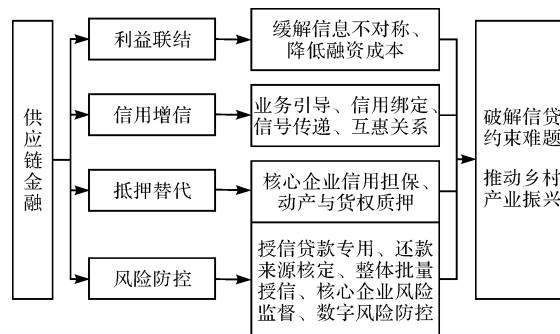 供应链金融
利益联结
缓解信息不对称、
降低融资成本
信用增信
业务引导、信用绑定、
信号传递、互惠关系
抵押替代
核心企业信用担保、
动产与货权质押
风险防控
授信贷款专用、还款
来源核定、整体批量
授信、核心企业风险
监督、数字风险防控
破解信贷
约束难题
推动乡村
产业振兴